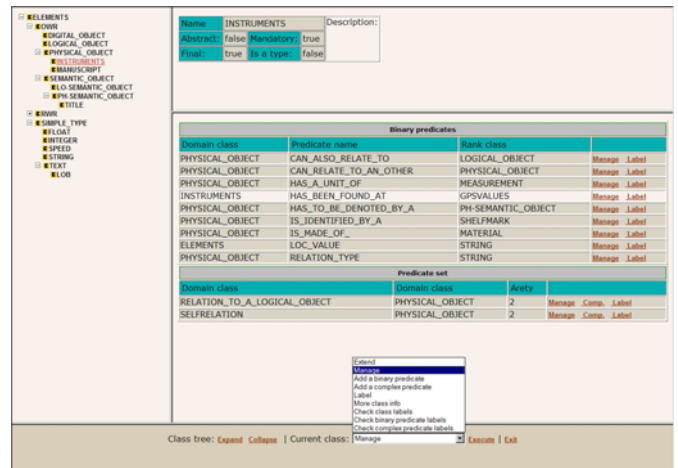 ELEMENTS
OWR
DIGITAL_OBJECT
LOGICAL_OBJECT
PHYSICAL_OBJECT
INSTRUMENTS
MANUSCRIPT
SEMANTIC_OBJECT
LO-SEMANTIC_OBJECT
PH-SEMANTIC_OBJECT
TITLE
RWR
SIMPLE_TYPE
FLOAT
INTEGER
SPEED
STRING
TEXT
LOB
Name INSTRUMENTS Description:
Abstract: false Mandatory: true
Final: true Is a type: false
Binary predicates
Domain class Predicate name Rank class
PHYSICAL_OBJECT CAN_ALSO_RELATE_TO LOGICAL_OBJECT Manage Label
PHYSICAL_OBJECT CAN_RELATE_TO_AN_OTHER PHYSICAL_OBJECT Manage Label
PHYSICAL_OBJECT HAS_A_UNIT_OF MEASUREMENT Manage Label
INSTRUMENTS HAS_BEEN_FOUND_AT GPSVALUES Manage Label
PHYSICAL_OBJECT HAS_TO_BE_DENOTED_BY_A PH-SEMANTIC_OBJECT Manage Label
PHYSICAL_OBJECT IS_IDENTIFIED_BY_A SHELFMARK Manage Label
PHYSICAL_OBJECT IS_MADE_OF_ MATERIAL Manage Label
ELEMENTS LOC_VALUE STRING Manage Label
PHYSICAL_OBJECT RELATION_TYPE STRING Manage Label
Predicate set
Domain class Domain class Arety
RELATION_TO_A_LOGICAL_OBJECT PHYSICAL_OBJECT 2 Manage Comp. Label
SELFRELATION PHYSICAL_OBJECT 2 Manage Comp. Label
Extend
Manage
Add a binary predicate
Add a complex predicate
Label
More class info
Check class labels
Check binary predicate labels
Check complex predicate labels
Class tree: Expand Collapse | Current class: Manage Execute | Exit